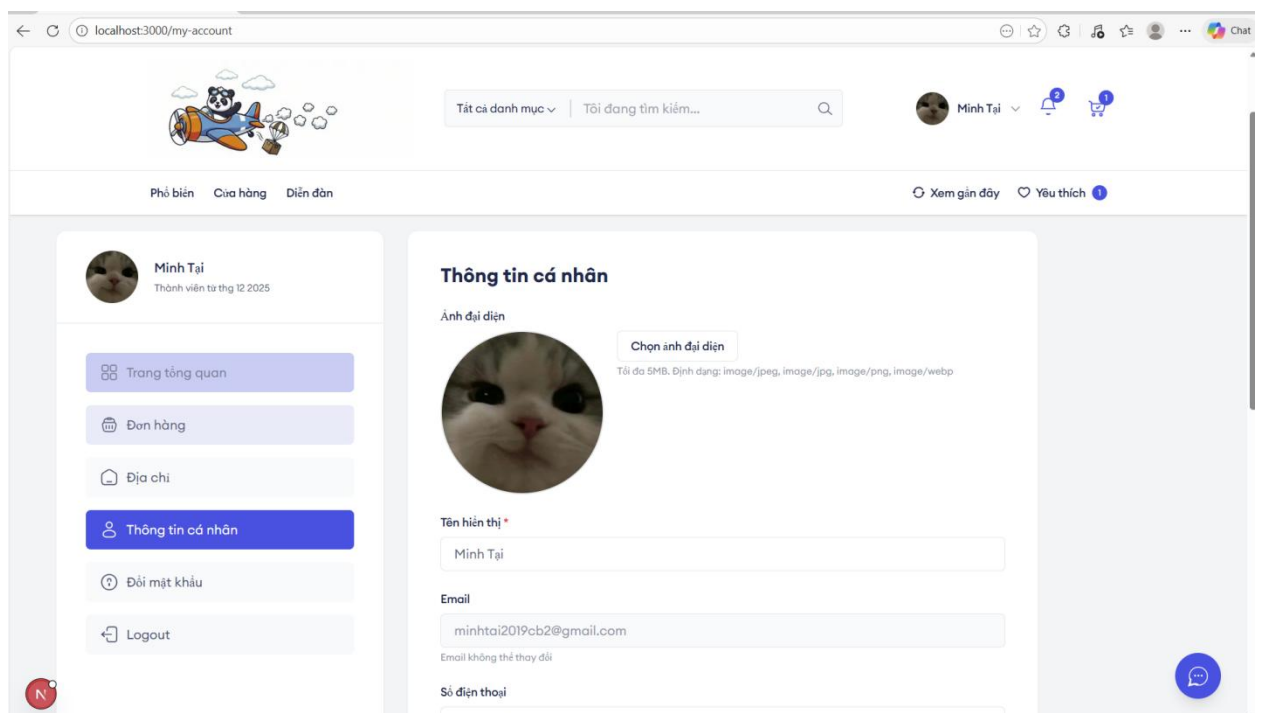 localhost:3000/my-account
Chat
Tất cả danh mục
Tôi đang tìm kiếm...
Minh Tại
2
1
Phổ biến
Cửa hàng
Diễn đàn
Xem gần đây
Yêu thích 1
Minh Tại
Thành viên từ thg 12 2025
Trang tổng quan
Đơn hàng
Địa chỉ
Thông tin cá nhân
Đổi mật khẩu
Logout
N
Thông tin cá nhân
Ảnh đại diện
Chọn ảnh đại diện
Tối đa 5MB. Định dạng: image/jpeg, image/jpg, image/png, image/webp
Tên hiển thị *
Minh Tại
Email
minhtai2019cb2@gmail.com
Email không thể thay đổi
Số điện thoại